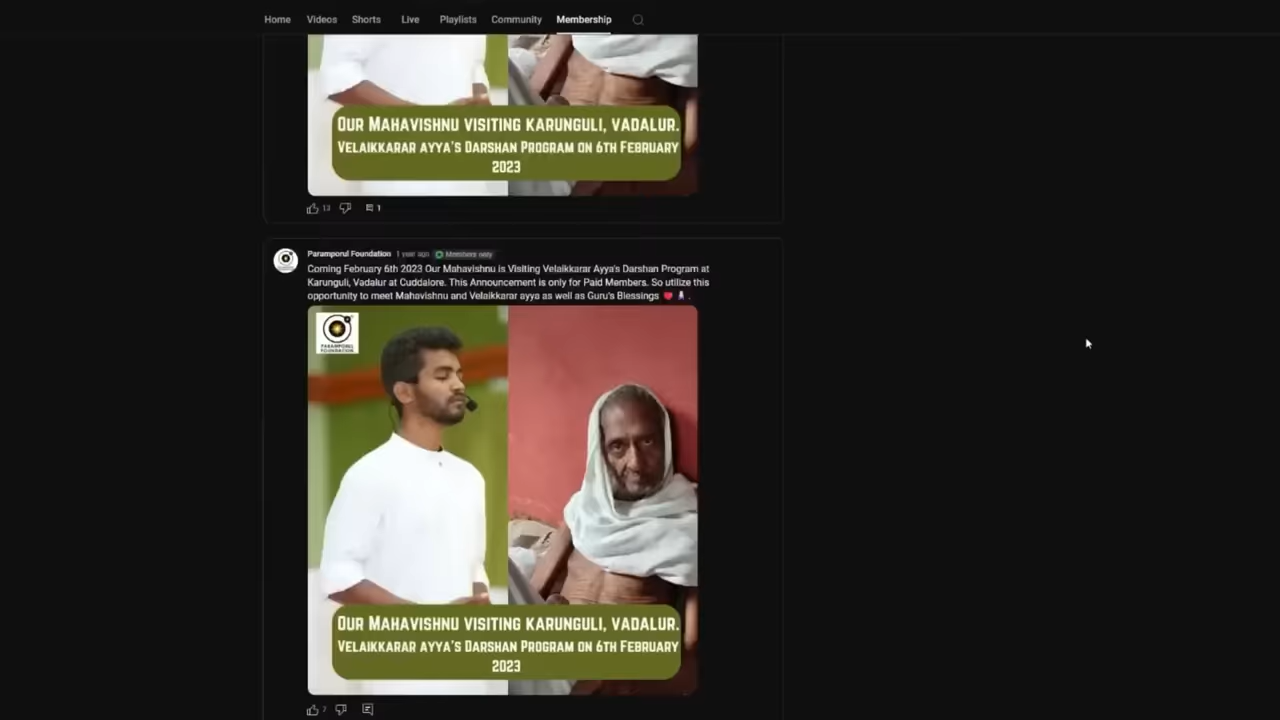 Home Videos Shorts Live Playlists Community Membership
Our Mahavishnu visiting Karunguli, Vadalur.
Velaikkarar ayya's Darshan Program on 6th February
2023
13 1
Paramporul Foundation 1 year ago Members only
Coming February 6th 2023 Our Mahavishnu is Visiting Velaikkarar Ayya's Darshan Program at
Karunguli, Vadalur at Cuddalore. This Announcement is only for Paid Members. So utilize this
opportunity to meet Mahavishnu and Velaikkarar ayya as well as Guru's Blessings ❤️ .
PARAMPORUL
FOUNDATION
Our Mahavishnu visiting Karunguli, Vadalur.
Velaikkarar ayya's Darshan Program on 6th February
2023
7